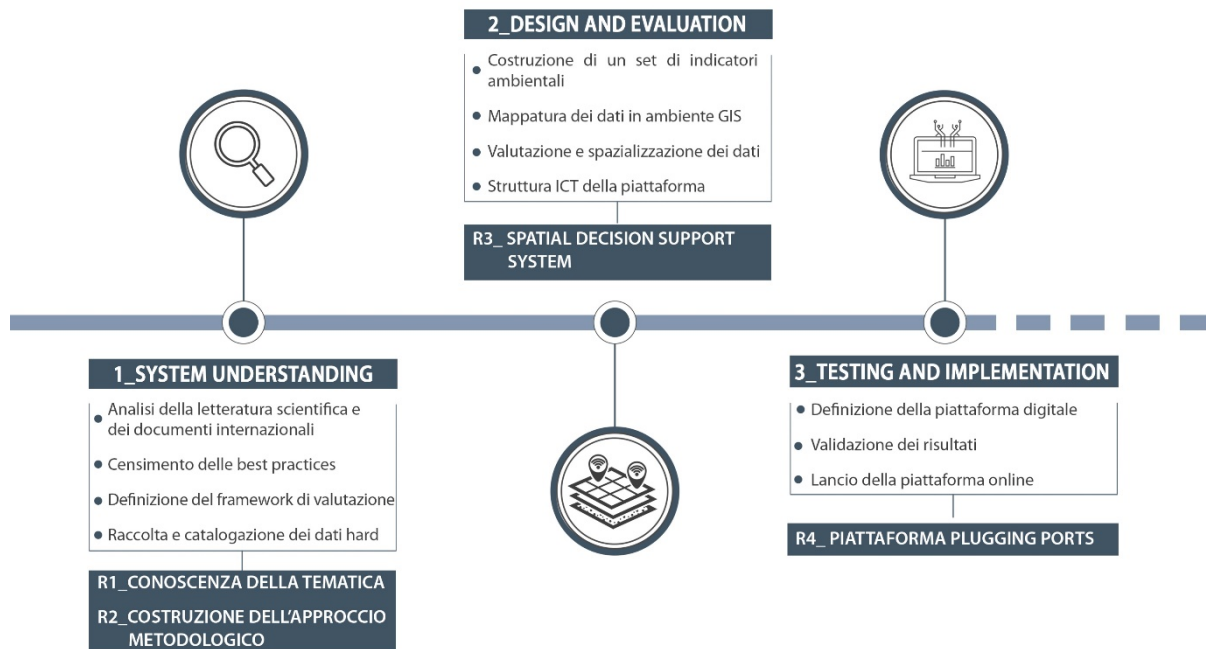 1_SYSTEM UNDERSTANDING
Analisi della letteratura scientifica e
dei documenti internazionali
Censimento delle best practices
Definizione del framework di valutazione
Raccolta e catalogazione dei dati hard
R1_CONOSCENZA DELLA TEMATICA
R2_COSTRUZIONE DELL'APPROCCIO
METODOLOGICO
2_DESIGN AND EVALUATION
Costruzione di un set di indicatori
ambientali
Mappatura dei dati in ambiente GIS
Valutazione e spazializzazione dei dati
Struttura ICT della piattaforma
R3_ SPATIAL DECISION SUPPORT
SYSTEM
3_TESTING AND IMPLEMENTATION
Definizione della piattaforma digitale
Validazione dei risultati
Lancio della piattaforma online
R4_ PIATTAFORMA PLUGGING PORTS